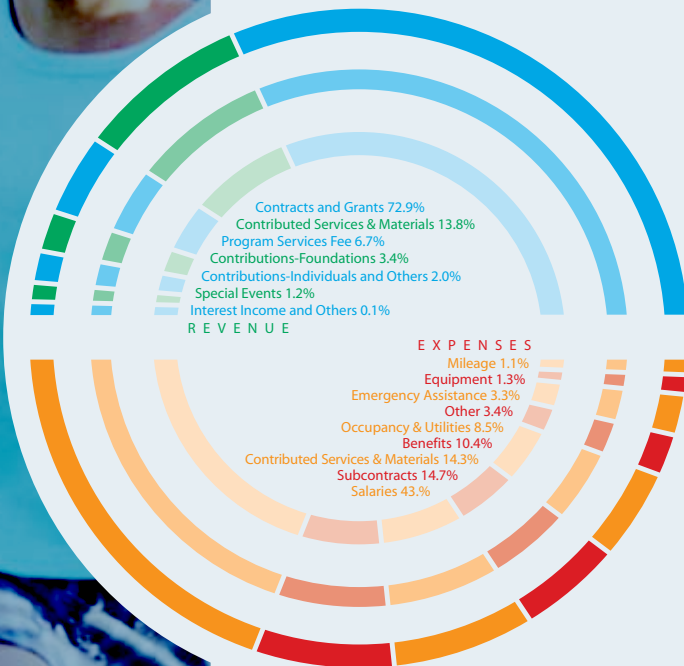 Contracts and Grants 72.9%
Contributed Services & Materials 13.8%
Program Services Fee 6.7%
Contributions-Foundations 3.4%
Contributions-Individuals and Others 2.0%
Special Events 1.2%
Interest Income and Others 0.1%
REVENUE
EXPENSES
Mileage 1.1%
Equipment 1.3%
Emergency Assistance 3.3%
Other 3.4%
Occupancy & Utilities 8.5%
Benefits 10.4%
Contributed Services & Materials 14.3%
Subcontracts 14.7%
Salaries 43.%